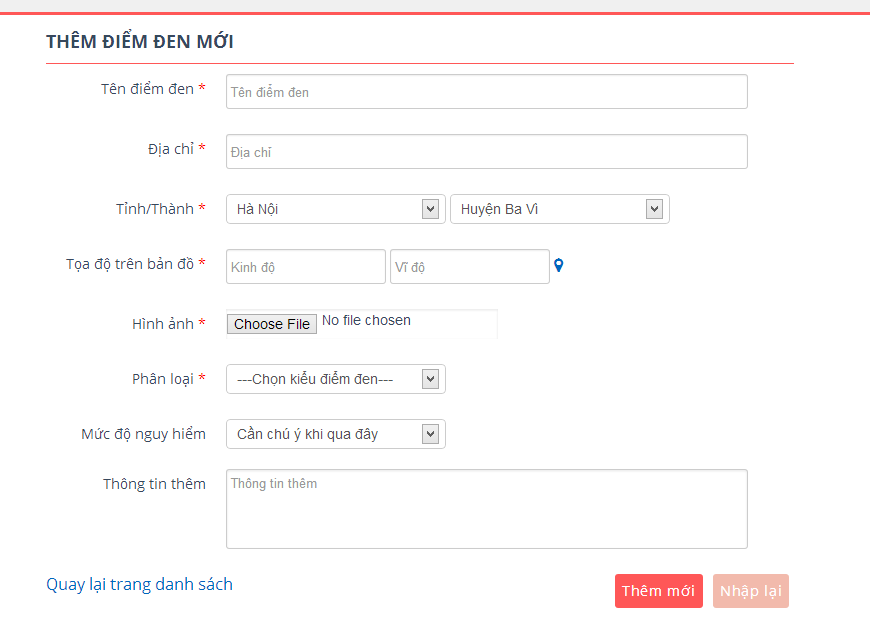 THÊM ĐIỂM ĐEN MỚI
Tên điểm đen * Tên điểm đen
Địa chỉ * Địa chỉ
Tỉnh/Thành * Hà Nội Huyện Ba Vì
Tọa độ trên bản đồ * Kinh độ Vĩ độ
Hình ảnh * Choose File No file chosen
Phân loại * ---Chọn kiểu điểm đen---
Mức độ nguy hiểm Cần chú ý khi qua đây
Thông tin thêm Thông tin thêm
Quay lại trang danh sách Thêm mới Nhập lại